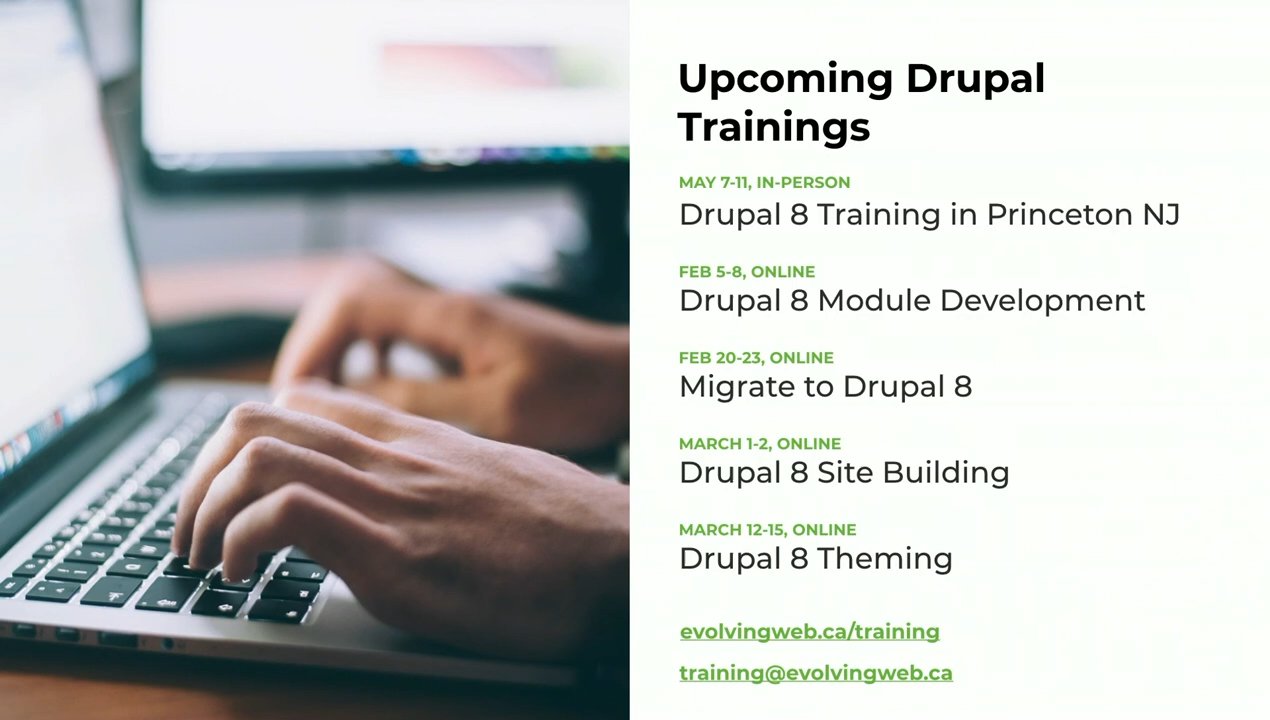 Upcoming Drupal
Trainings
MAY 7-11, IN-PERSON
Drupal 8 Training in Princeton NJ
FEB 5-8, ONLINE
Drupal 8 Module Development
FEB 20-23, ONLINE
Migrate to Drupal 8
MARCH 1-2, ONLINE
Drupal 8 Site Building
MARCH 12-15, ONLINE
Drupal 8 Theming
evolvingweb.ca/training
training@evolvingweb.ca